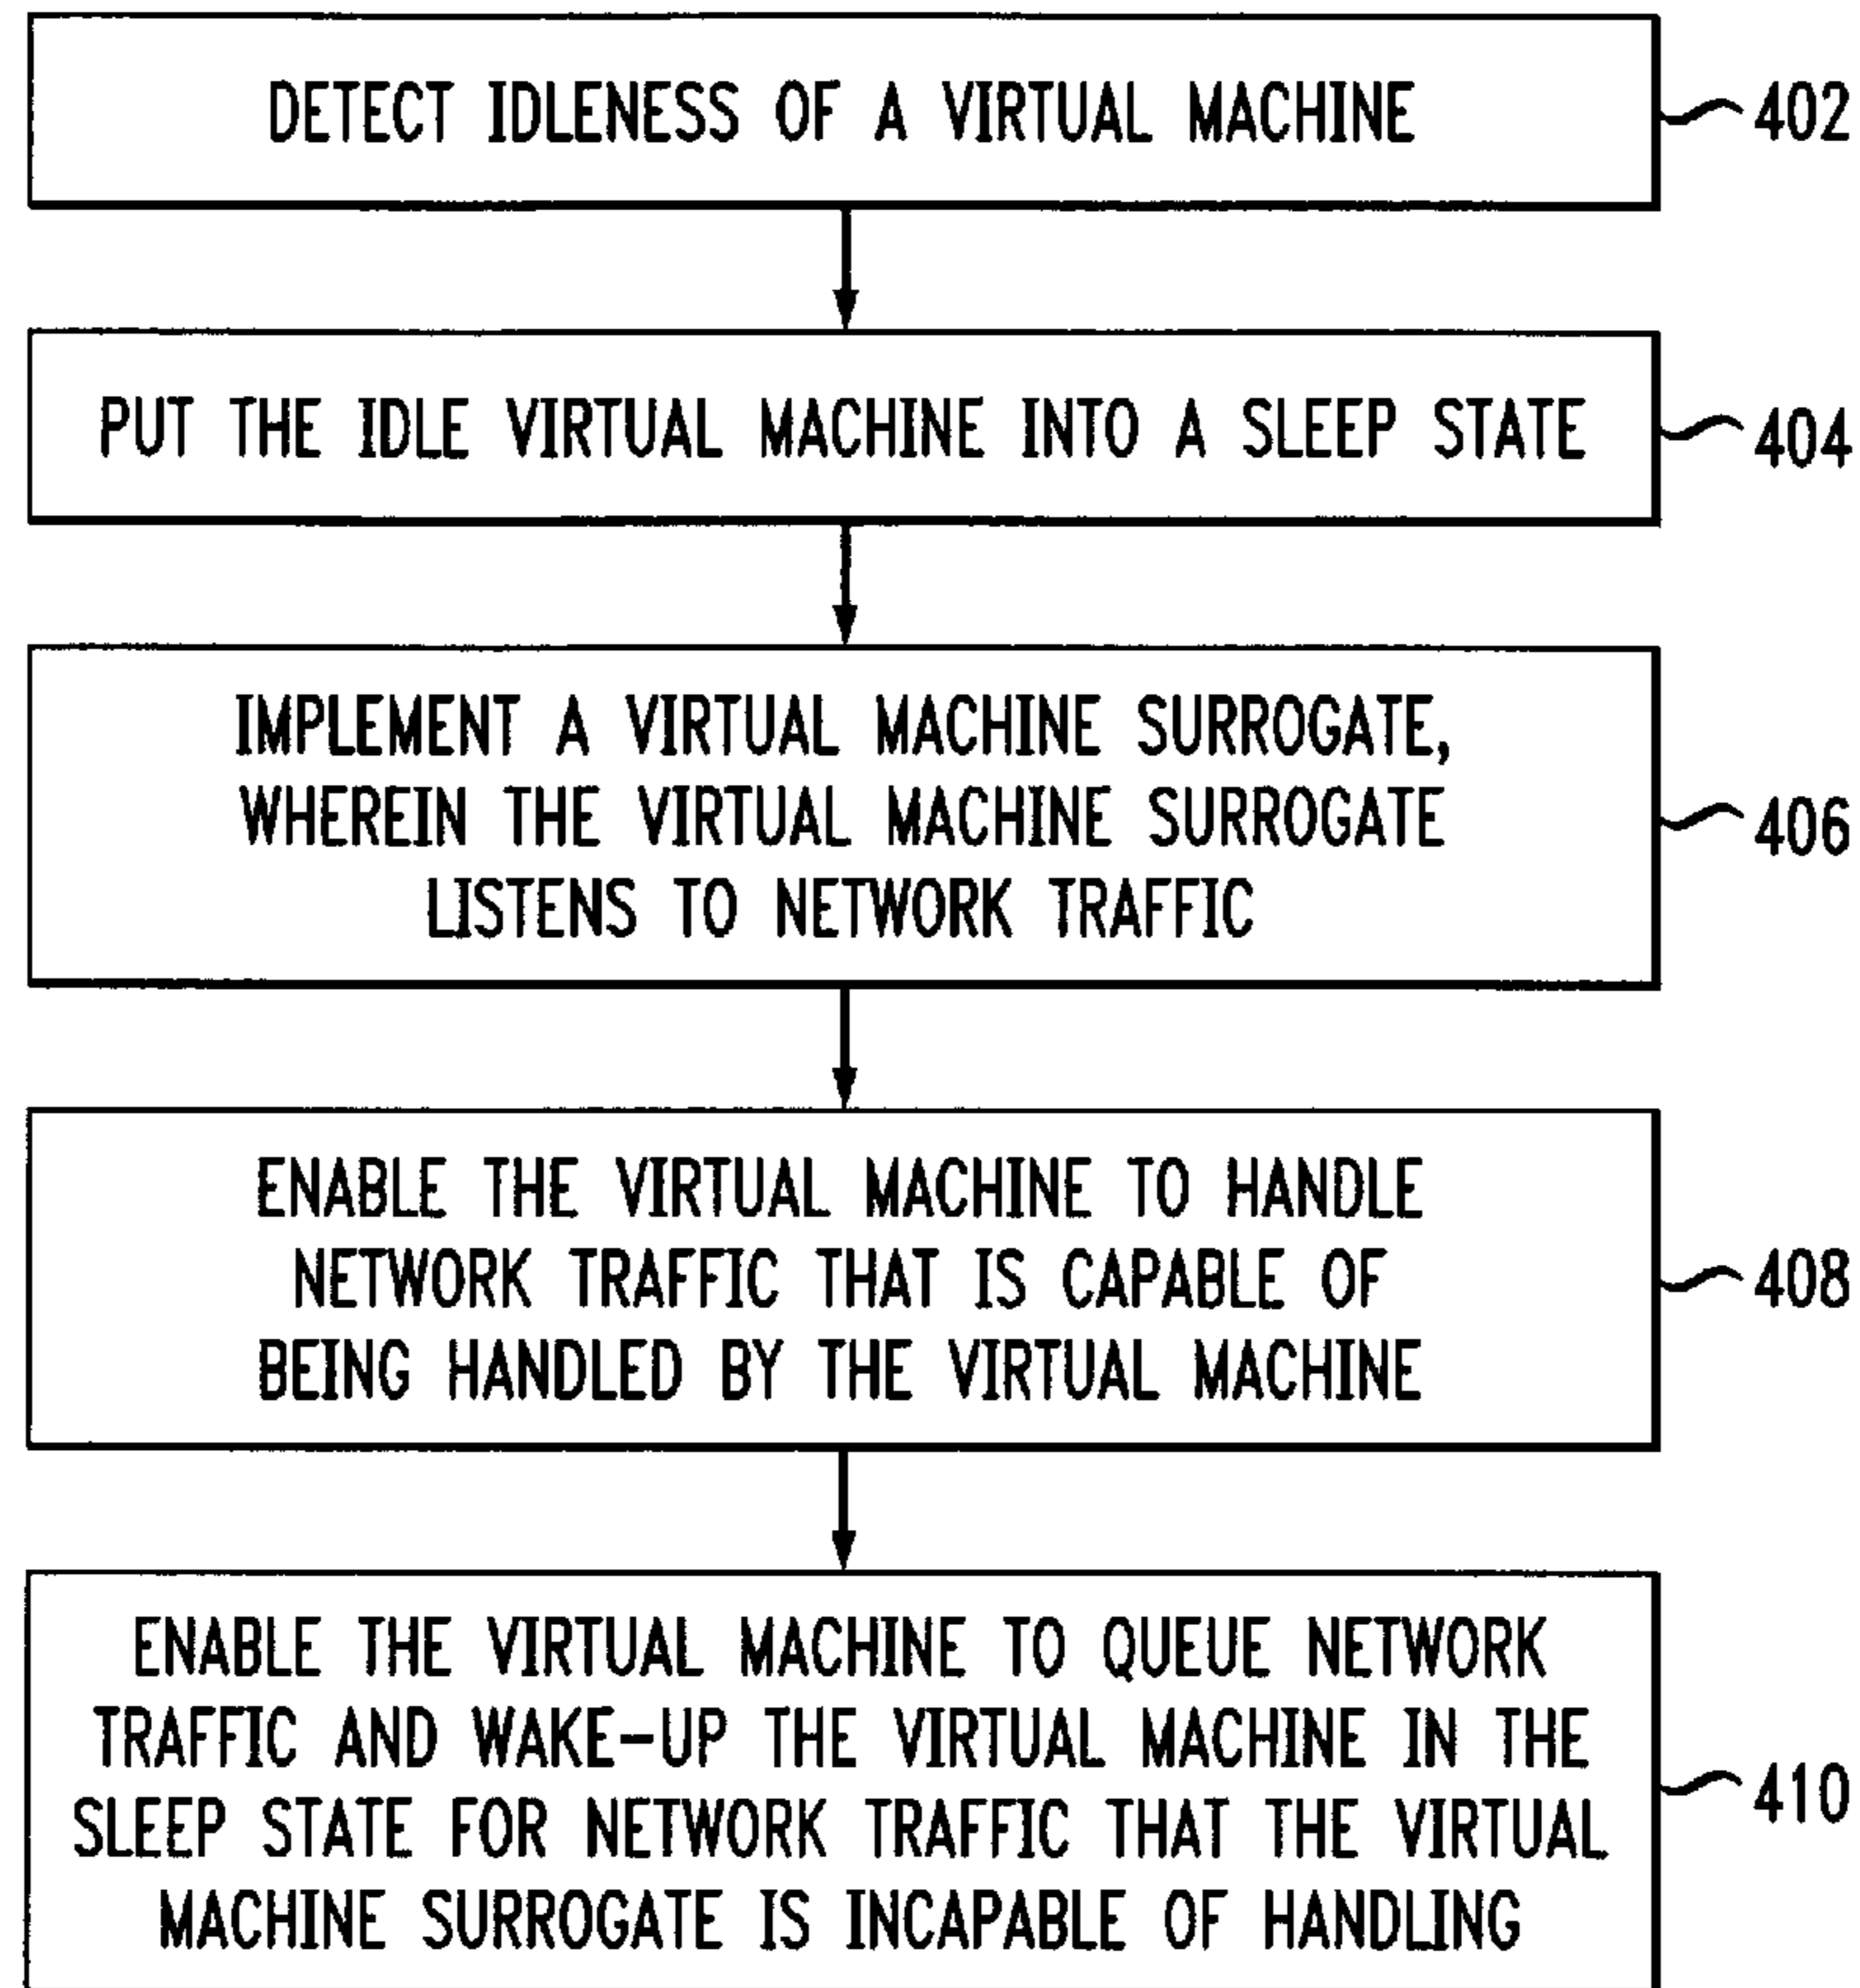 DETECT IDLENESS OF A VIRTUAL MACHINE
402
PUT THE IDLE VIRTUAL MACHINE INTO A SLEEP STATE
404
IMPLEMENT A VIRTUAL MACHINE SURROGATE,
WHEREIN THE VIRTUAL MACHINE SURROGATE
LISTENS TO NETWORK TRAFFIC
406
ENABLE THE VIRTUAL MACHINE TO HANDLE
NETWORK TRAFFIC THAT IS CAPABLE OF
BEING HANDLED BY THE VIRTUAL MACHINE
408
ENABLE THE VIRTUAL MACHINE TO QUEUE NETWORK
TRAFFIC AND WAKE-UP THE VIRTUAL MACHINE IN THE
SLEEP STATE FOR NETWORK TRAFFIC THAT THE VIRTUAL
MACHINE SURROGATE IS INCAPABLE OF HANDLING
410